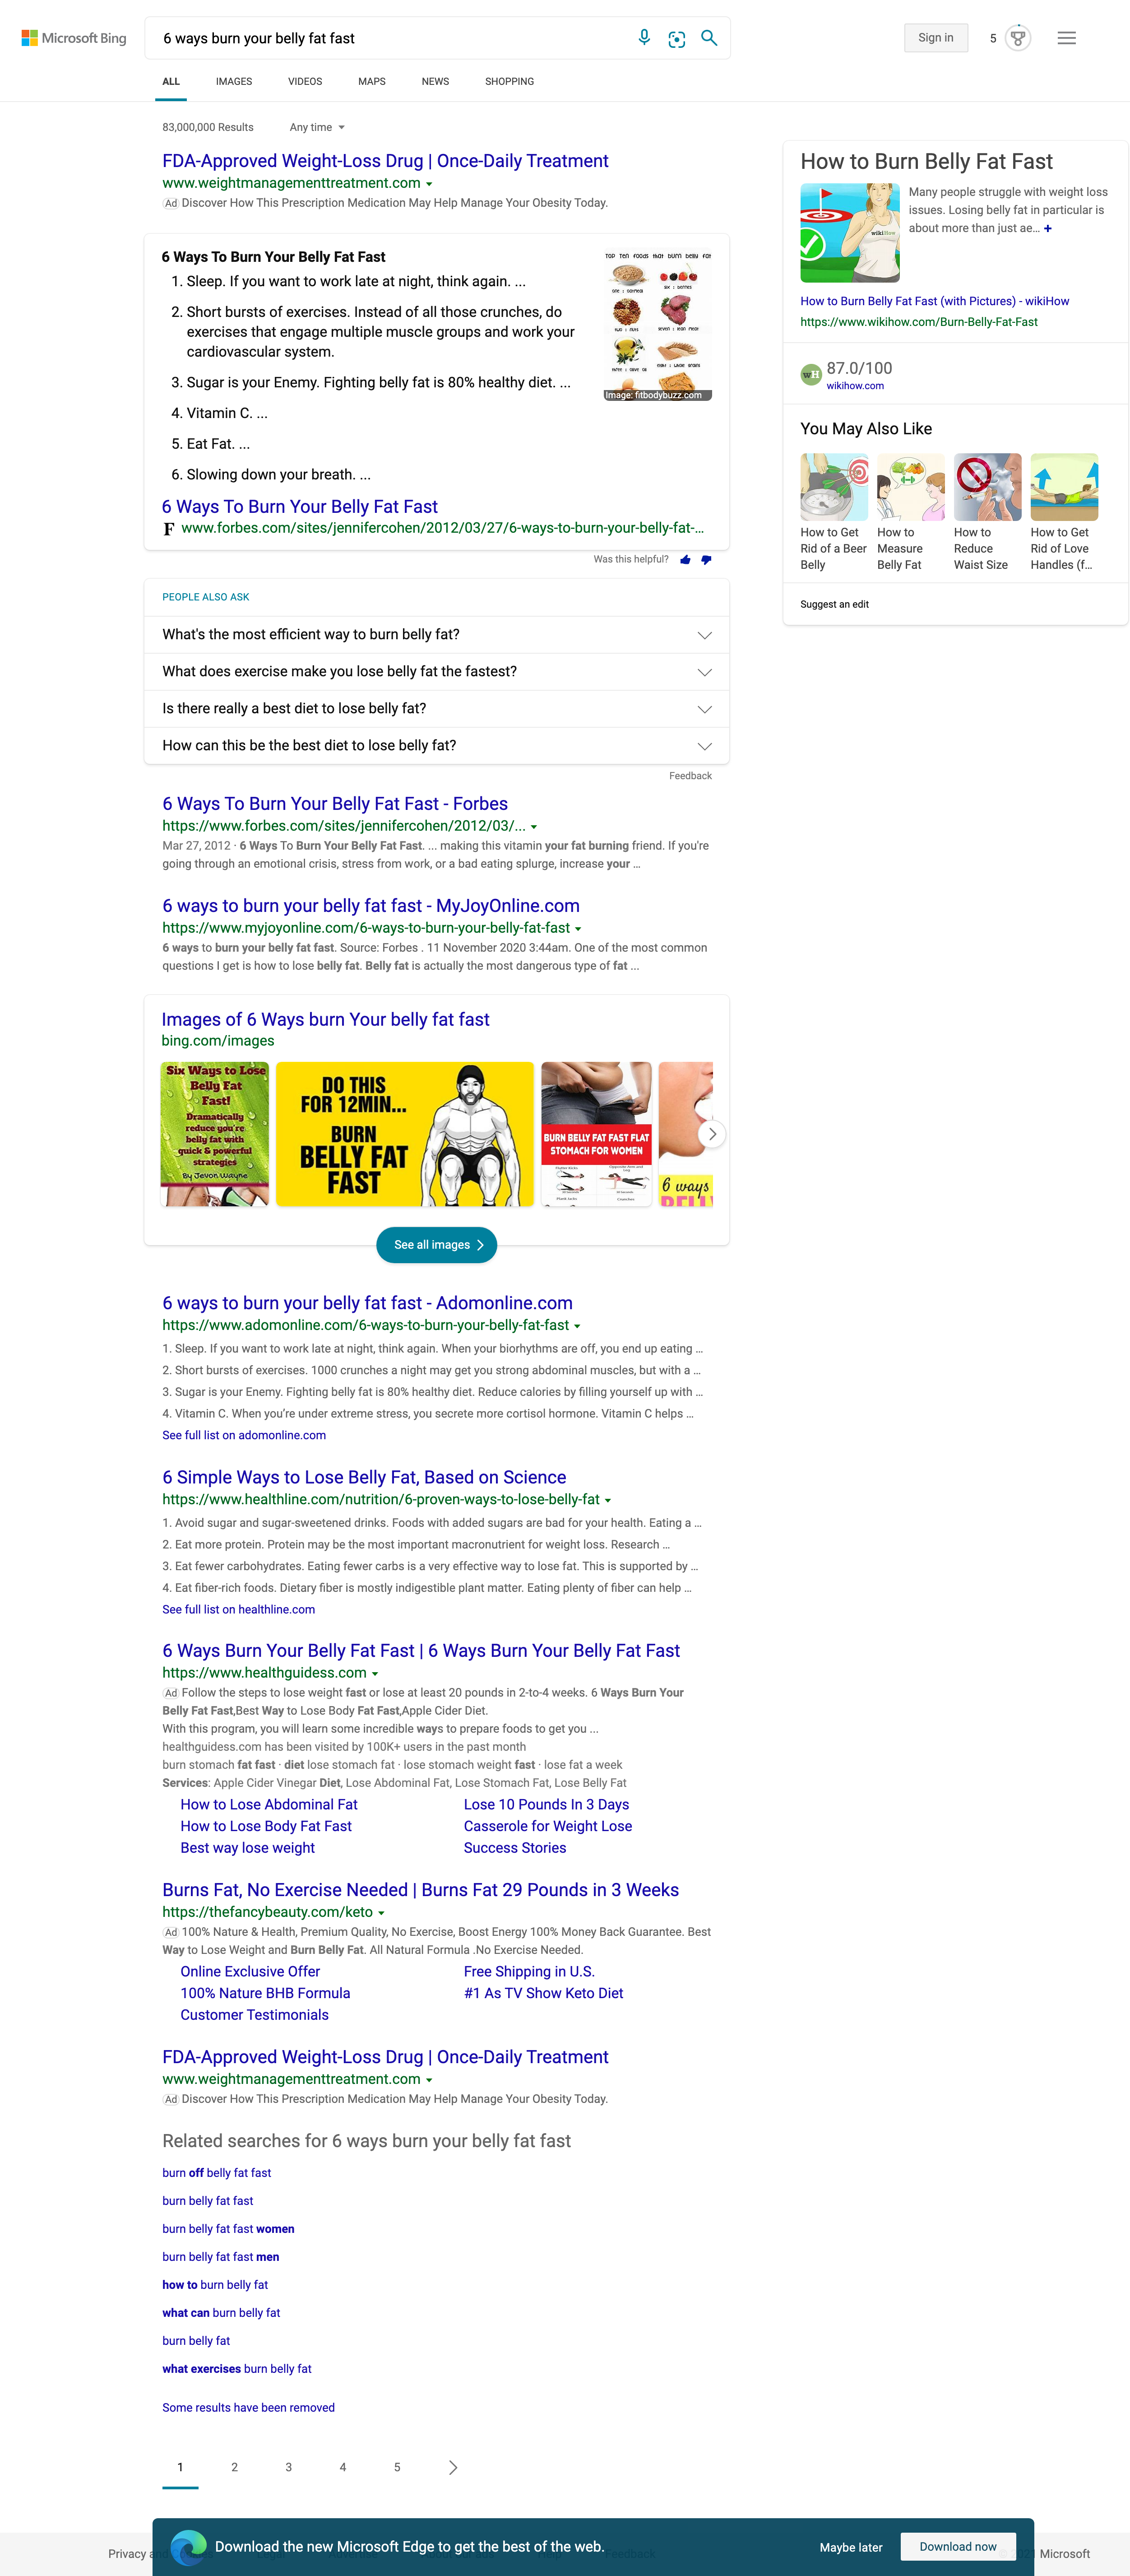 Microsoft Bing
6 ways burn your belly fat fast
Sign in
5
ALL
IMAGES
VIDEOS
MAPS
NEWS
SHOPPING
83,000,000 Results
Any time
FDA-Approved Weight-Loss Drug | Once-Daily Treatment
www.weightmanagementtreatment.com
Ad Discover How This Prescription Medication May Help Manage Your Obesity Today.
6 Ways To Burn Your Belly Fat Fast
1. Sleep. If you want to work late at night, think again. ...
2. Short bursts of exercises. Instead of all those crunches, do
exercises that engage multiple muscle groups and work your
cardiovascular system.
3. Sugar is your Enemy. Fighting belly fat is 80% healthy diet. ...
4. Vitamin C. ...
5. Eat Fat. ...
6. Slowing down your breath. ...
TOP Ten foods that burn belly fat
one : oatmeal
six : berries
Image: fitbodybuzz.com
6 Ways To Burn Your Belly Fat Fast
F www.forbes.com/sites/jennifercohen/2012/03/27/6-ways-to-burn-your-belly-fat-...
Was this helpful?
PEOPLE ALSO ASK
What's the most efficient way to burn belly fat?
What does exercise make you lose belly fat the fastest?
Is there really a best diet to lose belly fat?
How can this be the best diet to lose belly fat?
Feedback
6 Ways To Burn Your Belly Fat Fast - Forbes
https://www.forbes.com/sites/jennifercohen/2012/03/...
Mar 27, 2012 · 6 Ways To Burn Your Belly Fat Fast. ... making this vitamin your fat burning friend. If you're
going through an emotional crisis, stress from work, or a bad eating splurge, increase your ...
6 ways to burn your belly fat fast - MyJoyOnline.com
https://www.myjoyonline.com/6-ways-to-burn-your-belly-fat-fast
6 ways to burn your belly fat fast. Source: Forbes . 11 November 2020 3:44am. One of the most common
questions I get is how to lose belly fat. Belly fat is actually the most dangerous type of fat ...
Images of 6 Ways burn Your belly fat fast
bing.com/images
Six Ways to Lose
Belly Fat
Fast!
Dramatically
reduce you're
belly fat with
quick & powerful
strategies
By Jevon Wayne
DO THIS
FOR 12MIN...
BURN
BELLY FAT
FAST
BURN BELLY FAT FAST FLAT
STOMACH FOR WOMEN
6 ways
BELL
See all images
6 ways to burn your belly fat fast - Adomonline.com
https://www.adomonline.com/6-ways-to-burn-your-belly-fat-fast
1. Sleep. If you want to work late at night, think again. When your biorhythms are off, you end up eating ...
2. Short bursts of exercises. 1000 crunches a night may get you strong abdominal muscles, but with a ...
3. Sugar is your Enemy. Fighting belly fat is 80% healthy diet. Reduce calories by filling yourself up with ...
4. Vitamin C. When you're under extreme stress, you secrete more cortisol hormone. Vitamin C helps ...
See full list on adomonline.com
6 Simple Ways to Lose Belly Fat, Based on Science
https://www.healthline.com/nutrition/6-proven-ways-to-lose-belly-fat
1. Avoid sugar and sugar-sweetened drinks. Foods with added sugars are bad for your health. Eating a ...
2. Eat more protein. Protein may be the most important macronutrient for weight loss. Research ...
3. Eat fewer carbohydrates. Eating fewer carbs is a very effective way to lose fat. This is supported by ...
4. Eat fiber-rich foods. Dietary fiber is mostly indigestible plant matter. Eating plenty of fiber can help ...
See full list on healthline.com
6 Ways Burn Your Belly Fat Fast | 6 Ways Burn Your Belly Fat Fast
https://www.healthguidess.com
Ad Follow the steps to lose weight fast or lose at least 20 pounds in 2-to-4 weeks. 6 Ways Burn Your
Belly Fat Fast,Best Way to Lose Body Fat Fast,Apple Cider Diet.
With this program, you will learn some incredible ways to prepare foods to get you ...
healthguidess.com has been visited by 100K+ users in the past month
burn stomach fat fast · diet lose stomach fat · lose stomach weight fast · lose fat a week
Services: Apple Cider Vinegar Diet, Lose Abdominal Fat, Lose Stomach Fat, Lose Belly Fat
How to Lose Abdominal Fat
Lose 10 Pounds In 3 Days
How to Lose Body Fat Fast
Casserole for Weight Lose
Best way lose weight
Success Stories
Burns Fat, No Exercise Needed | Burns Fat 29 Pounds in 3 Weeks
https://thefancybeauty.com/keto
Ad 100% Nature & Health, Premium Quality, No Exercise, Boost Energy 100% Money Back Guarantee. Best
Way to Lose Weight and Burn Belly Fat. All Natural Formula .No Exercise Needed.
Online Exclusive Offer
Free Shipping in U.S.
100% Nature BHB Formula
#1 As TV Show Keto Diet
Customer Testimonials
FDA-Approved Weight-Loss Drug | Once-Daily Treatment
www.weightmanagementtreatment.com
Ad Discover How This Prescription Medication May Help Manage Your Obesity Today.
Related searches for 6 ways burn your belly fat fast
burn off belly fat fast
burn belly fat fast
burn belly fat fast women
burn belly fat fast men
how to burn belly fat
what can burn belly fat
burn belly fat
what exercises burn belly fat
Some results have been removed
1
2
3
4
5
How to Burn Belly Fat Fast
wikiHow
Many people struggle with weight loss
issues. Losing belly fat in particular is
about more than just ae... +
How to Burn Belly Fat Fast (with Pictures) - wikiHow
https://www.wikihow.com/Burn-Belly-Fat-Fast
wH 87.0/100
wikihow.com
You May Also Like
How to Get
Rid of a Beer
Belly
How to
Measure
Belly Fat
How to
Reduce
Waist Size
How to Get
Rid of Love
Handles (f...
Suggest an edit
Download the new Microsoft Edge to get the best of the web.
Maybe later
Download now
Privacy an
Feedback
Microsoft